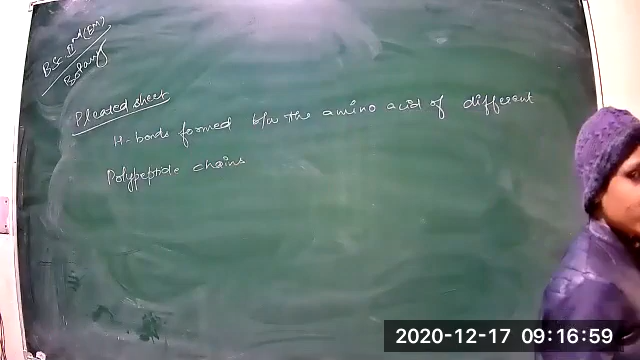 B.Sc. IInd (EM)
Botany
Pleated sheet
H-bonds formed b/w the amino acid of different
Polypeptide chains
2020-12-17 09:16:59